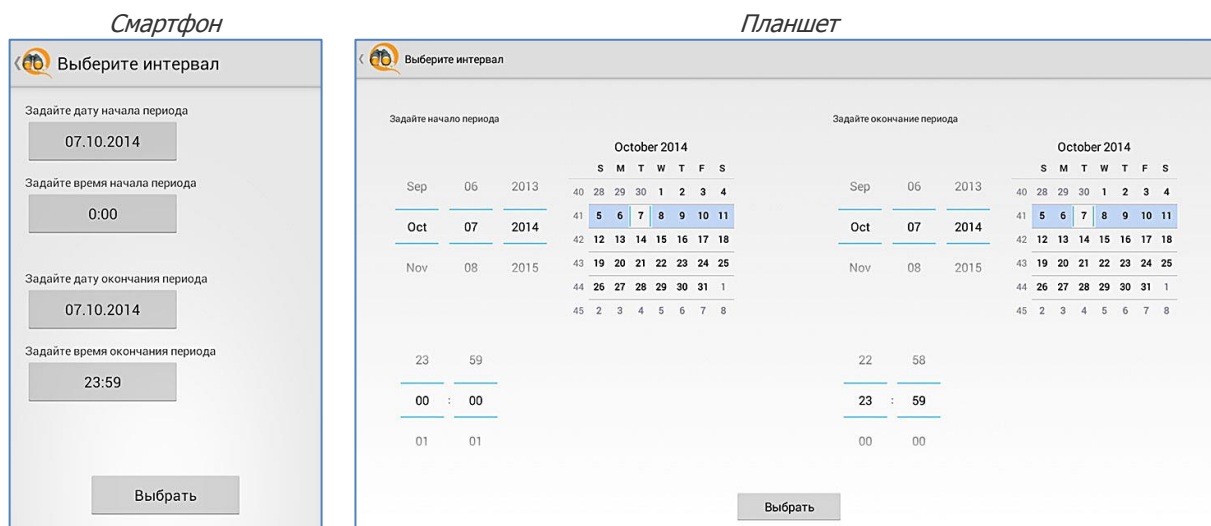 Смартфон
Выберите интервал
Задайте дату начала периода
07.10.2014
Задайте время начала периода
0:00
Задайте дату окончания периода
07.10.2014
Задайте время окончания периода
23:59
Выбрать
Планшет
Выберите интервал
Задайте начало периода
October 2014
S M T W T F S
Sep 06 2013
40 28 29 30 1 2 3 4
41 5 6 7 8 9 10 11
Oct 07 2014
42 12 13 14 15 16 17 18
Nov 08 2015
43 19 20 21 22 23 24 25
44 26 27 28 29 30 31 1
45 2 3 4 5 6 7 8
23 59
00 : 00
01 01
Задайте окончание периода
October 2014
S M T W T F S
Sep 06 2013
40 28 29 30 1 2 3 4
41 5 6 7 8 9 10 11
Oct 07 2014
42 12 13 14 15 16 17 18
Nov 08 2015
43 19 20 21 22 23 24 25
44 26 27 28 29 30 31 1
45 2 3 4 5 6 7 8
22 58
23 : 59
00 00
Выбрать